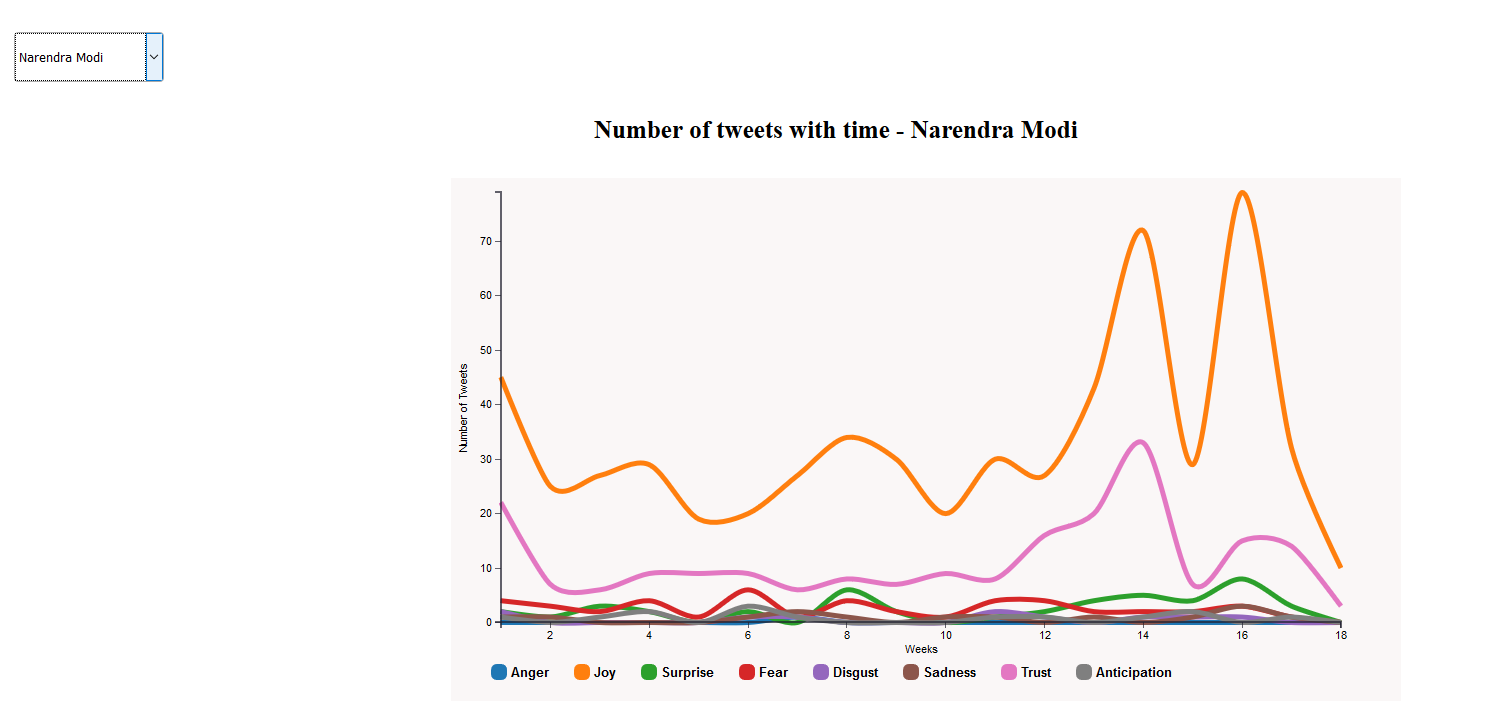 Narendra Modi
Number of tweets with time - Narendra Modi
70
60
50
40
30
20
10
0
Number of Tweets
2 4 6 8 10 12 14 16 18
Weeks
Anger Joy Surprise Fear Disgust Sadness Trust Anticipation